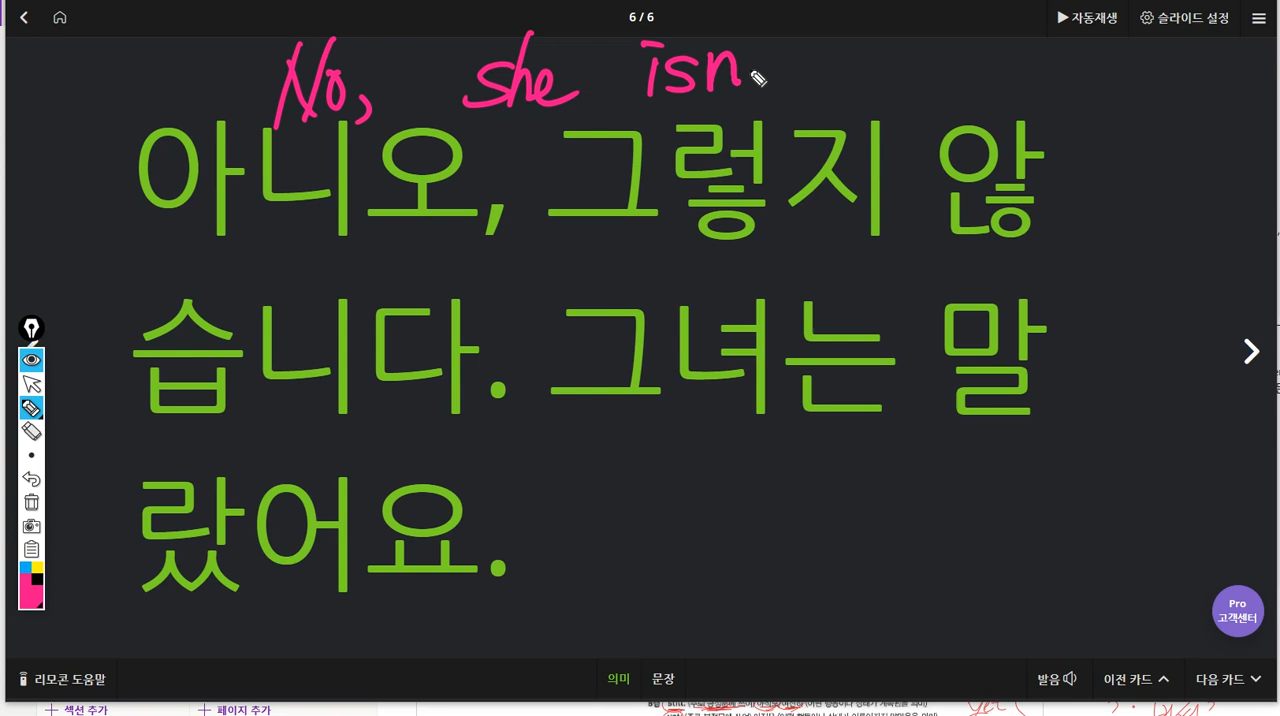 6 / 6
자동재생
슬라이드 설정
No, she isn
아니오, 그렇지 않
습니다. 그녀는 말
랐어요.
Pro
고객센터
리모콘 도움말
의미
문장
발음
이전 카드
다음 카드
섹션 추가
페이지 추가